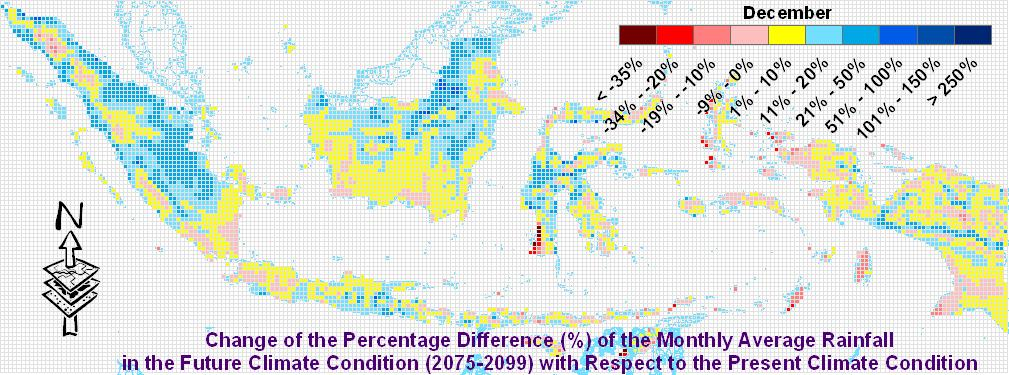 December
< -35%
-34% - -20%
-19% - -10%
-9% - 0%
1% - 10%
11% - 20%
21% - 50%
51% - 100%
101% - 150%
> 250%
N
Change of the Percentage Difference (%) of the Monthly Average Rainfall
in the Future Climate Condition (2075-2099) with Respect to the Present Climate Condition